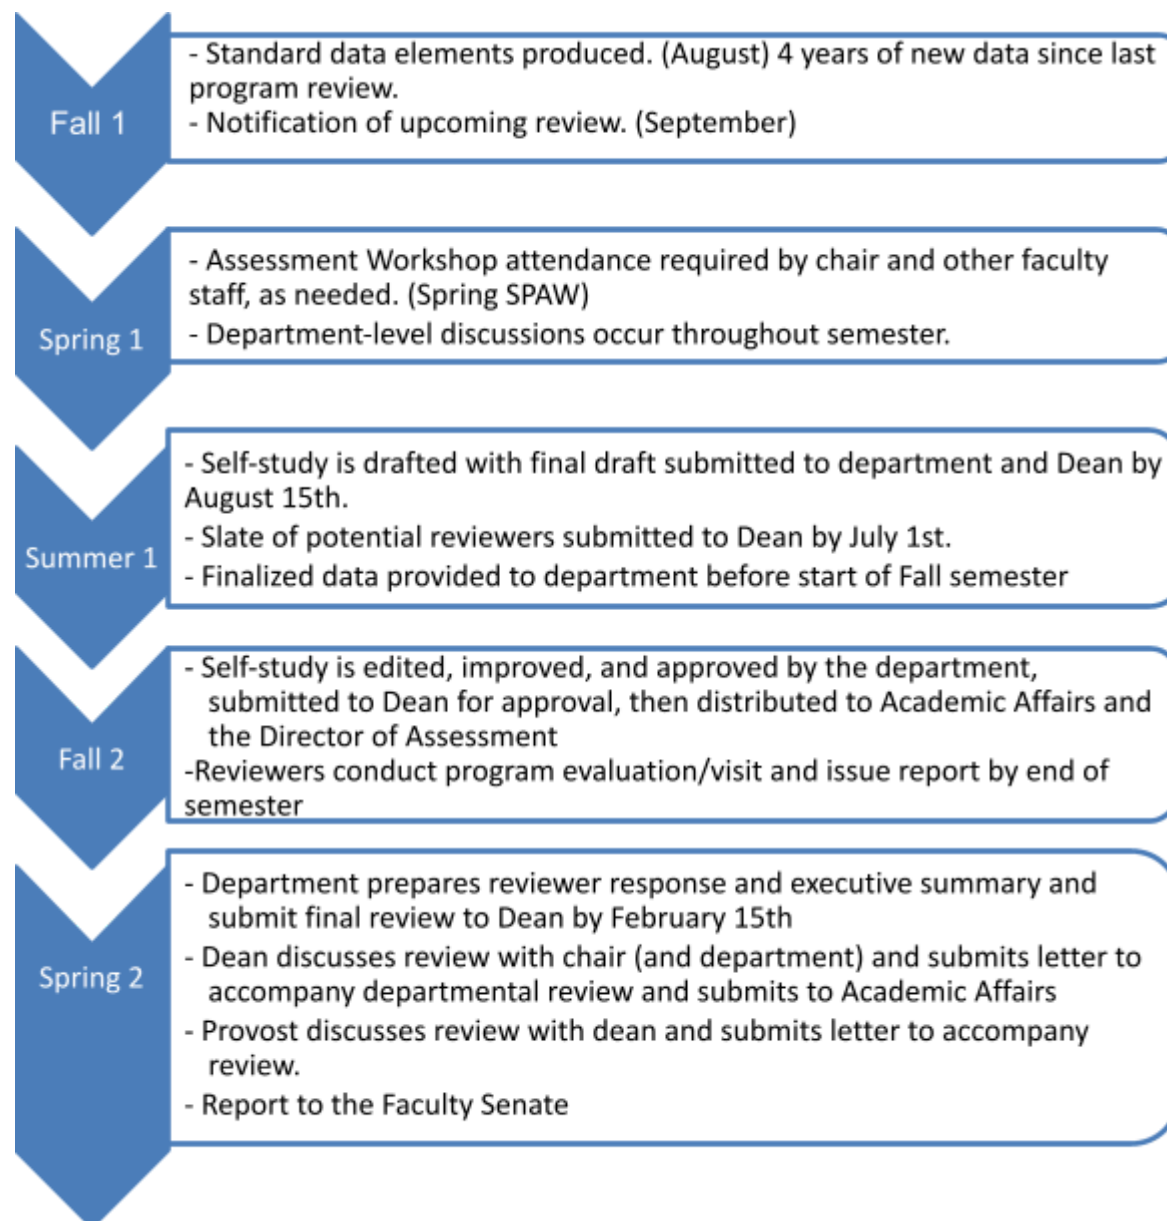 Fall 1
- Standard data elements produced. (August) 4 years of new data since last
program review.
- Notification of upcoming review. (September)
Spring 1
- Assessment Workshop attendance required by chair and other faculty
staff, as needed. (Spring SPAW)
- Department-level discussions occur throughout semester.
Summer 1
- Self-study is drafted with final draft submitted to department and Dean by
August 15th.
- Slate of potential reviewers submitted to Dean by July 1st.
- Finalized data provided to department before start of Fall semester
Fall 2
- Self-study is edited, improved, and approved by the department,
submitted to Dean for approval, then distributed to Academic Affairs and
the Director of Assessment
-Reviewers conduct program evaluation/visit and issue report by end of
semester
Spring 2
- Department prepares reviewer response and executive summary and
submit final review to Dean by February 15th
- Dean discusses review with chair (and department) and submits letter to
accompany departmental review and submits to Academic Affairs
- Provost discusses review with dean and submits letter to accompany
review.
- Report to the Faculty Senate